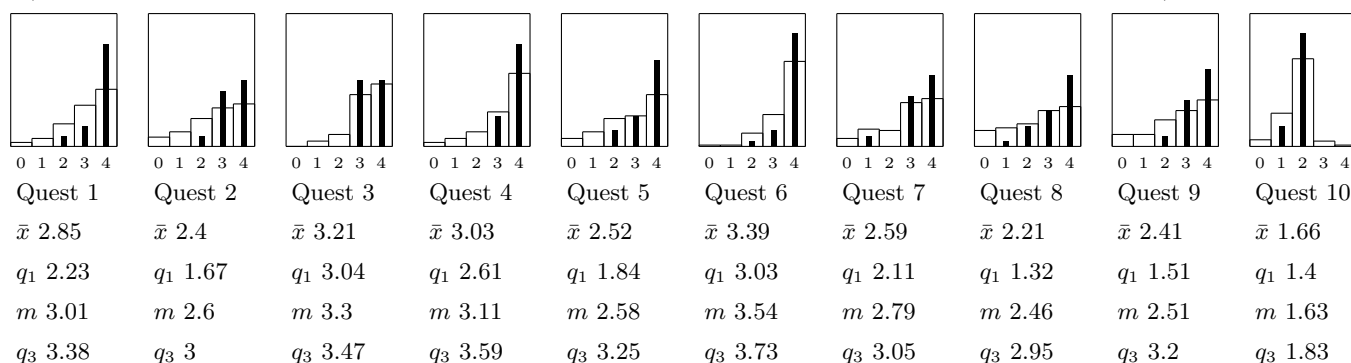 0 1 2 3 4 0 1 2 3 4 0 1 2 3 4 0 1 2 3 4 0 1 2 3 4 0 1 2 3 4 0 1 2 3 4 0 1 2 3 4 0 1 2 3 4 0 1 2 3 4
Quest 1 Quest 2 Quest 3 Quest 4 Quest 5 Quest 6 Quest 7 Quest 8 Quest 9 Quest 10
x̄ 2.85 x̄ 2.4 x̄ 3.21 x̄ 3.03 x̄ 2.52 x̄ 3.39 x̄ 2.59 x̄ 2.21 x̄ 2.41 x̄ 1.66
q₁ 2.23 q₁ 1.67 q₁ 3.04 q₁ 2.61 q₁ 1.84 q₁ 3.03 q₁ 2.11 q₁ 1.32 q₁ 1.51 q₁ 1.4
m 3.01 m 2.6 m 3.3 m 3.11 m 2.58 m 3.54 m 2.79 m 2.46 m 2.51 m 1.63
q₃ 3.38 q₃ 3 q₃ 3.47 q₃ 3.59 q₃ 3.25 q₃ 3.73 q₃ 3.05 q₃ 2.95 q₃ 3.2 q₃ 1.83